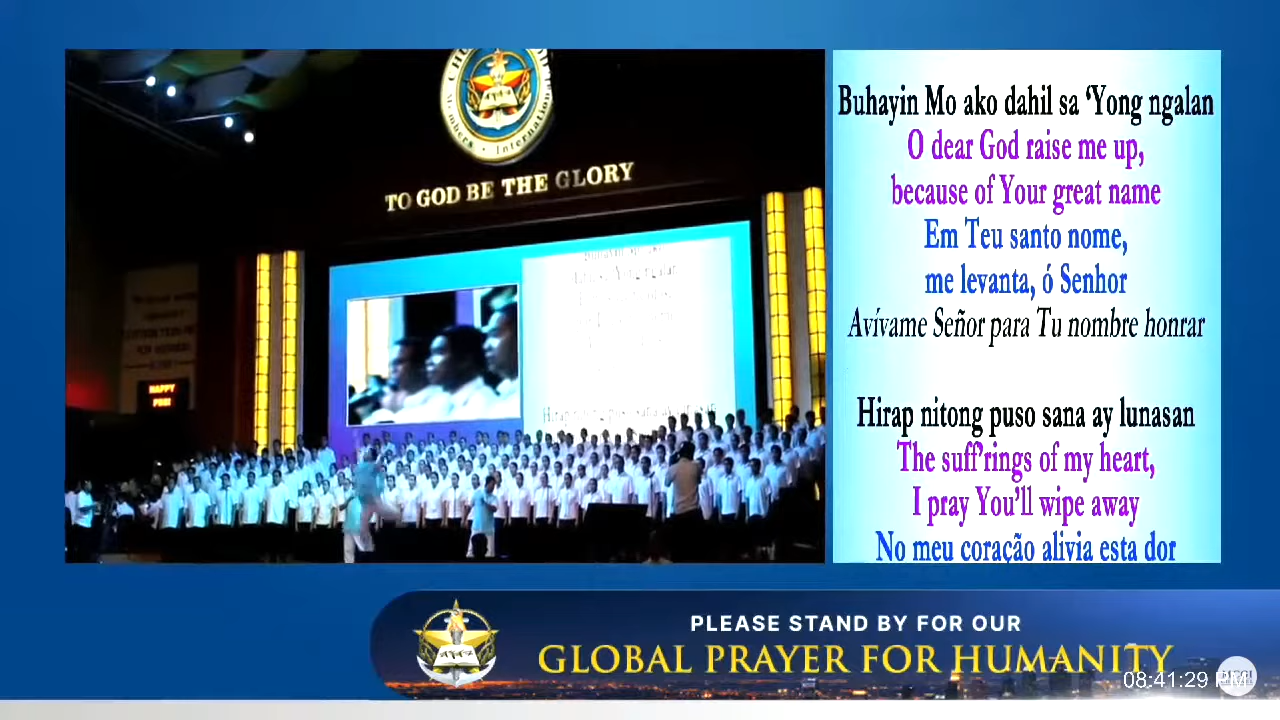 Members International
TO GOD BE THE GLORY
HAPPY
Buhayin Mo ako dahil sa ‘Yong ngalan
O dear God raise me up,
because of Your great name
Em Teu santo nome,
me levanta, ó Senhor
Avívame Señor para Tu nombre honrar
Hirap nitong puso sana ay lunasan
The suff'rings of my heart,
I pray You'll wipe away
No meu coração alivia esta dor
PLEASE STAND BY FOR OUR
GLOBAL PRAYER FOR HUMANITY
08:41:29 PM